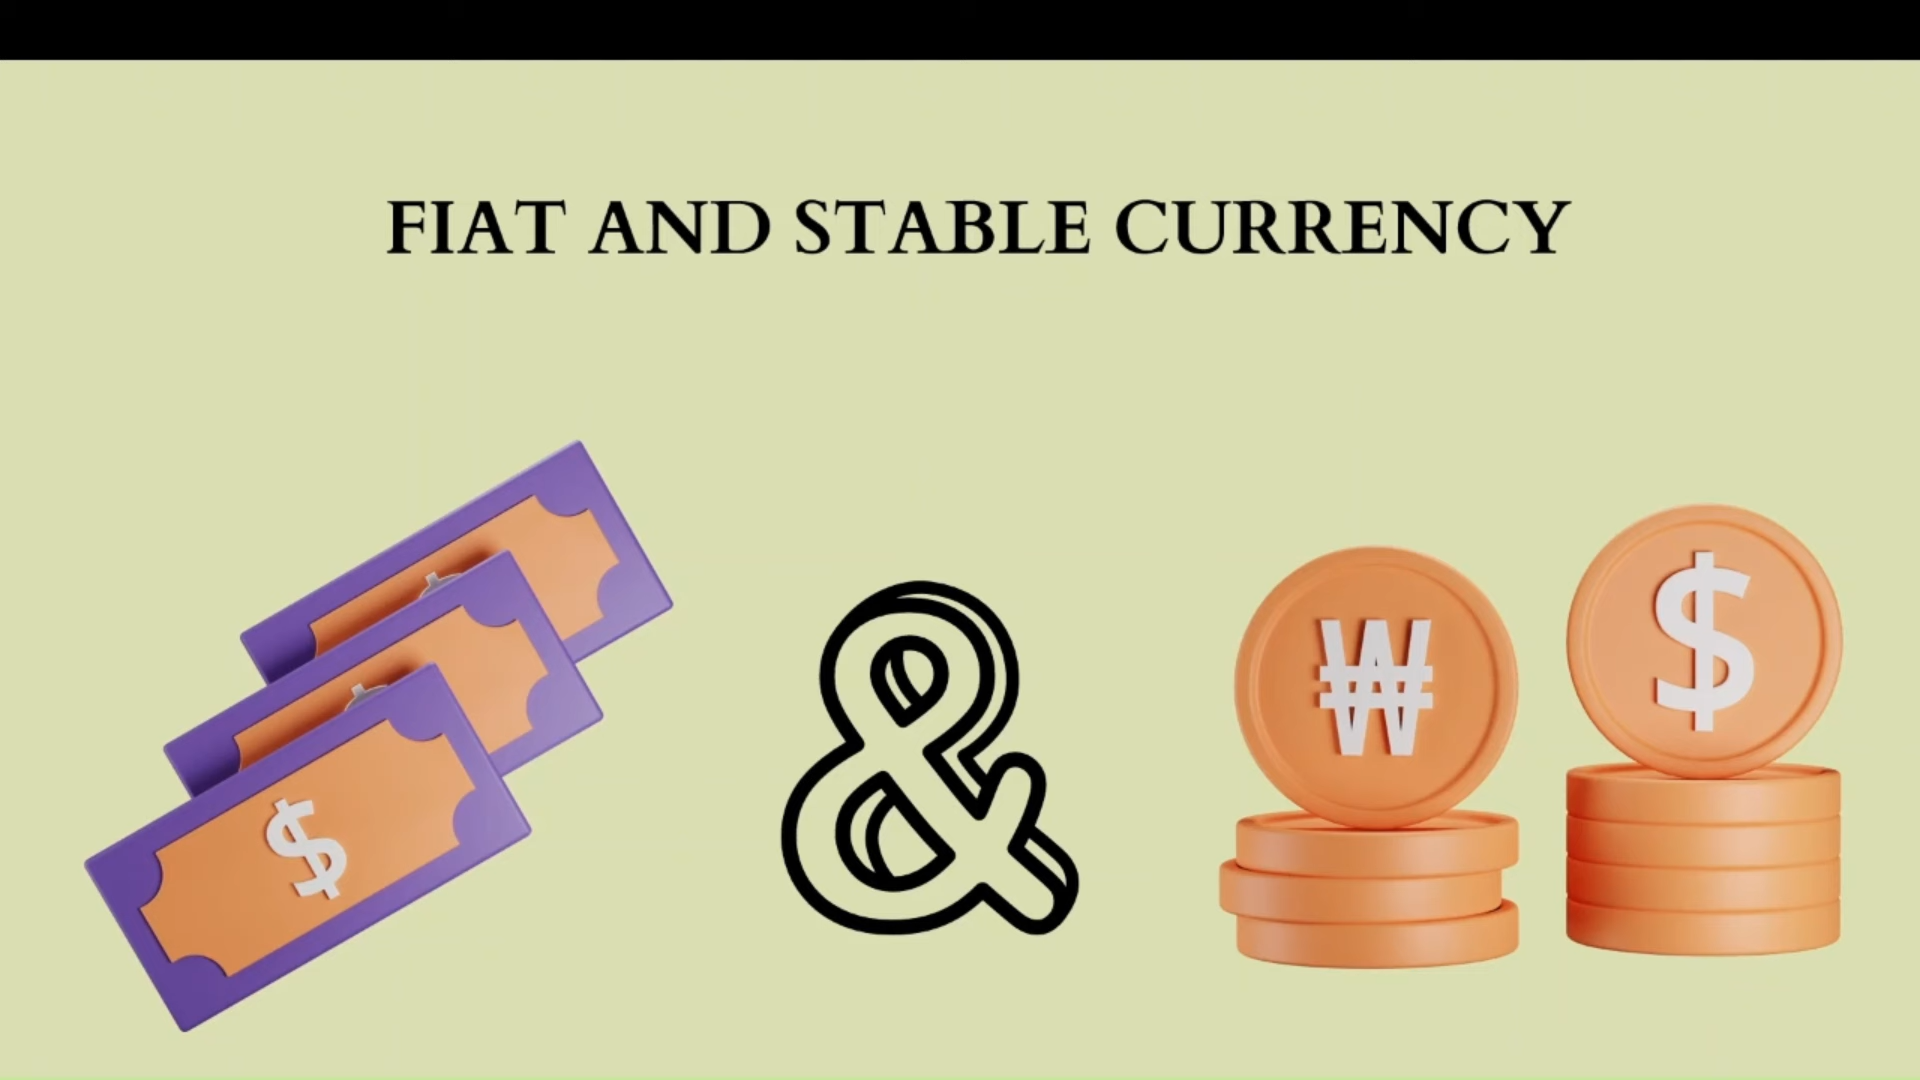 FIAT AND STABLE CURRENCY
$
&
₩
$